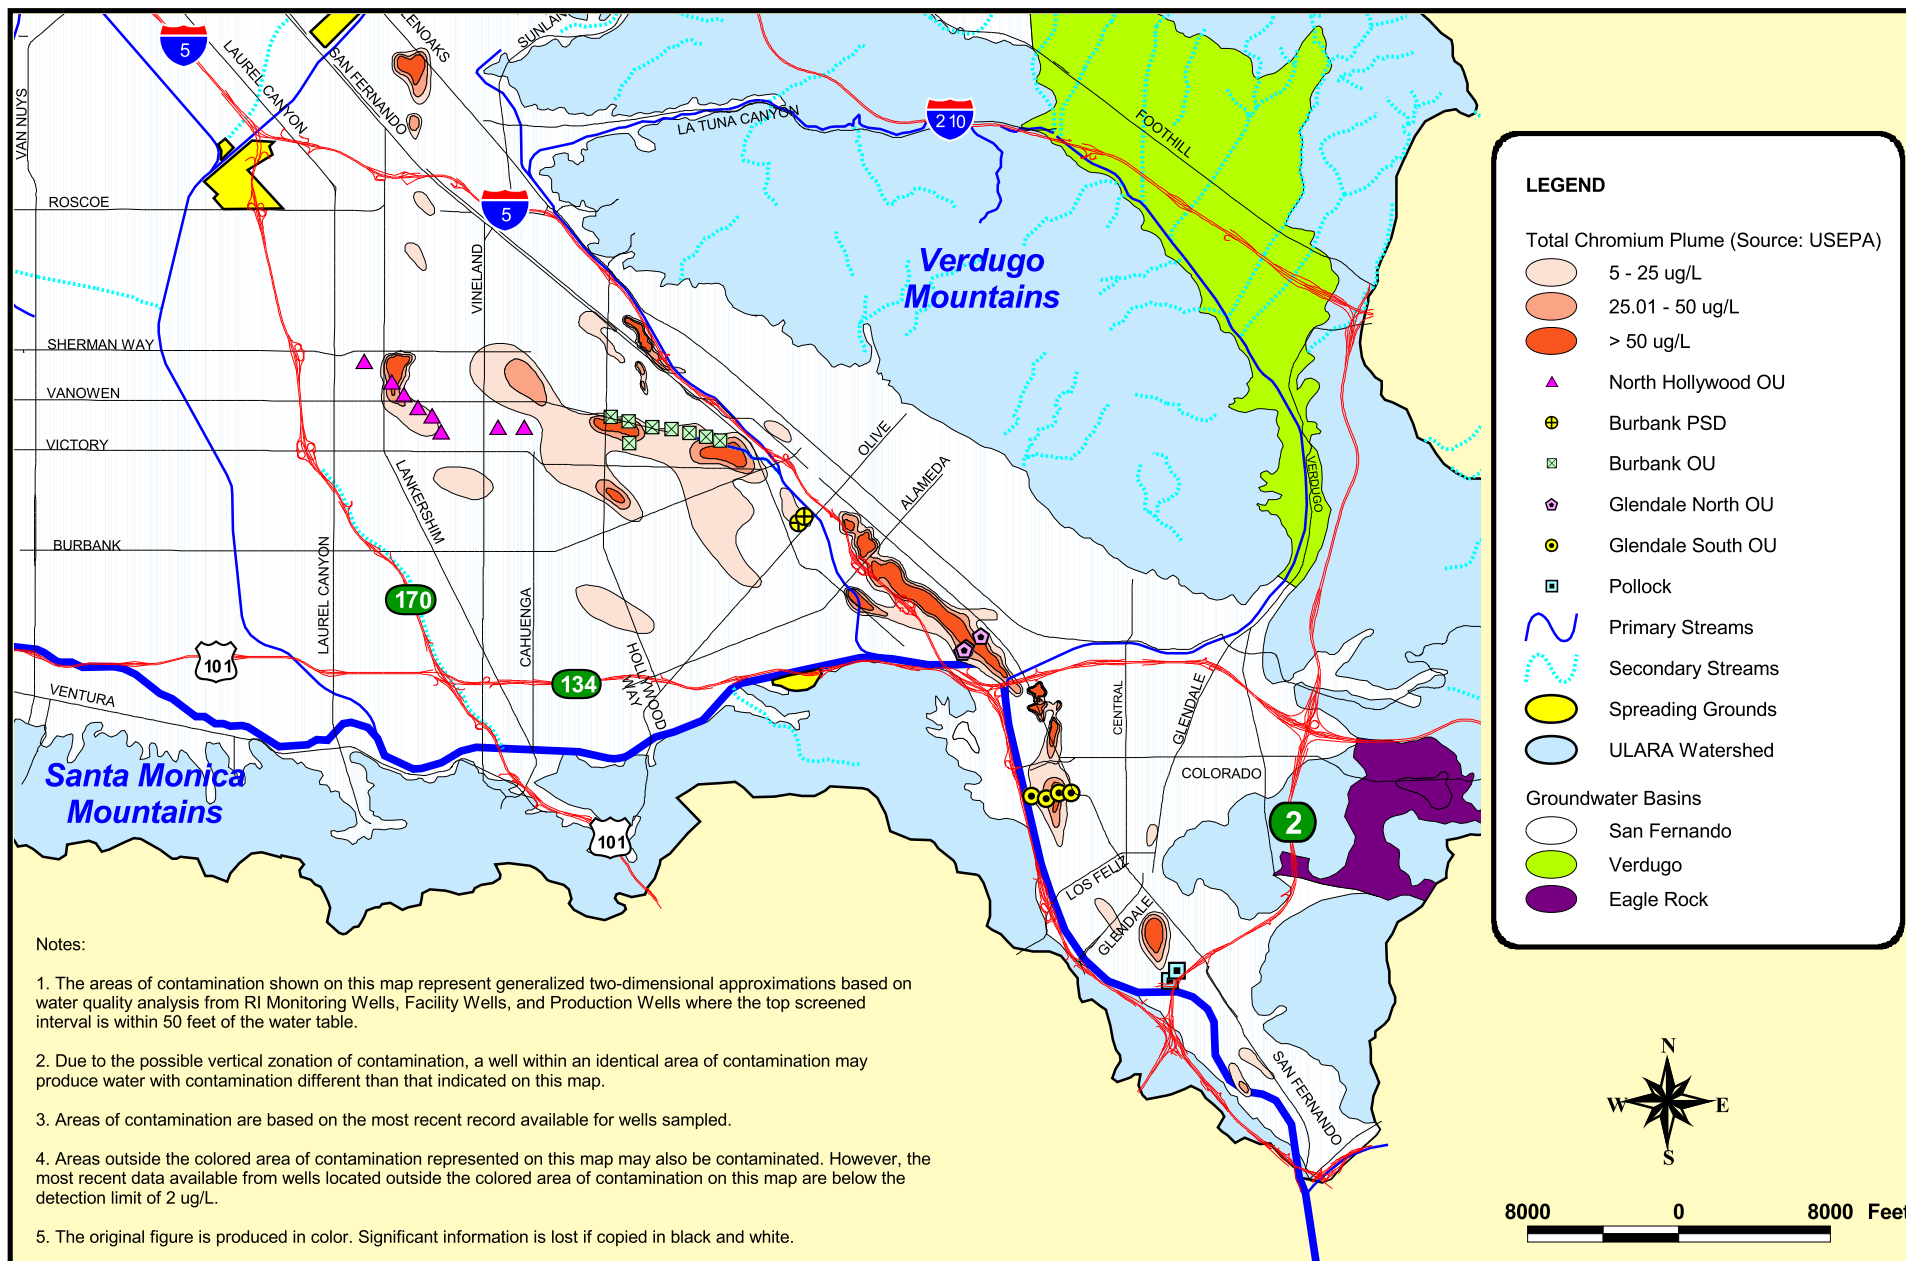 5
LAUREL CANYON
SAN FERNANDO
LENOAKS
SUNLAN
VAN NUYS
LA TUNA CANYON
2 10
FOOTHILL
ROSCOE
5
VINELAND
Verdugo
Mountains
SHERMAN WAY
VANOWEN
VICTORY
OLIVE
ALAMEDA
LANKERSHIM
VERDUGO
BURBANK
LAUREL CANYON
170
CAHUENGA
HOLLYWOOD
WAY
101
134
VENTURA
CENTRAL
GLENDALE
COLORADO
Santa Monica
Mountains
101
2
LOS FELIZ
GLENDALE
SAN FERNANDO
LEGEND
Total Chromium Plume (Source: USEPA)
5 - 25 ug/L
25.01 - 50 ug/L
> 50 ug/L
North Hollywood OU
Burbank PSD
Burbank OU
Glendale North OU
Glendale South OU
Pollock
Primary Streams
Secondary Streams
Spreading Grounds
ULARA Watershed
Groundwater Basins
San Fernando
Verdugo
Eagle Rock
Notes:
1. The areas of contamination shown on this map represent generalized two-dimensional approximations based on
water quality analysis from RI Monitoring Wells, Facility Wells, and Production Wells where the top screened
interval is within 50 feet of the water table.
2. Due to the possible vertical zonation of contamination, a well within an identical area of contamination may
produce water with contamination different than that indicated on this map.
3. Areas of contamination are based on the most recent record available for wells sampled.
4. Areas outside the colored area of contamination represented on this map may also be contaminated. However, the
most recent data available from wells located outside the colored area of contamination on this map are below the
detection limit of 2 ug/L.
5. The original figure is produced in color. Significant information is lost if copied in black and white.
N
W
E
S
8000 0 8000 Feet